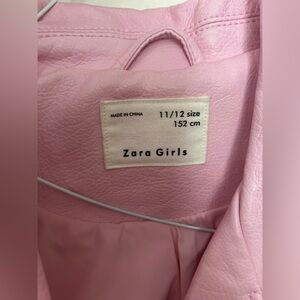 MADE IN CHINA 11/12 size
152 cm
Zara Girls